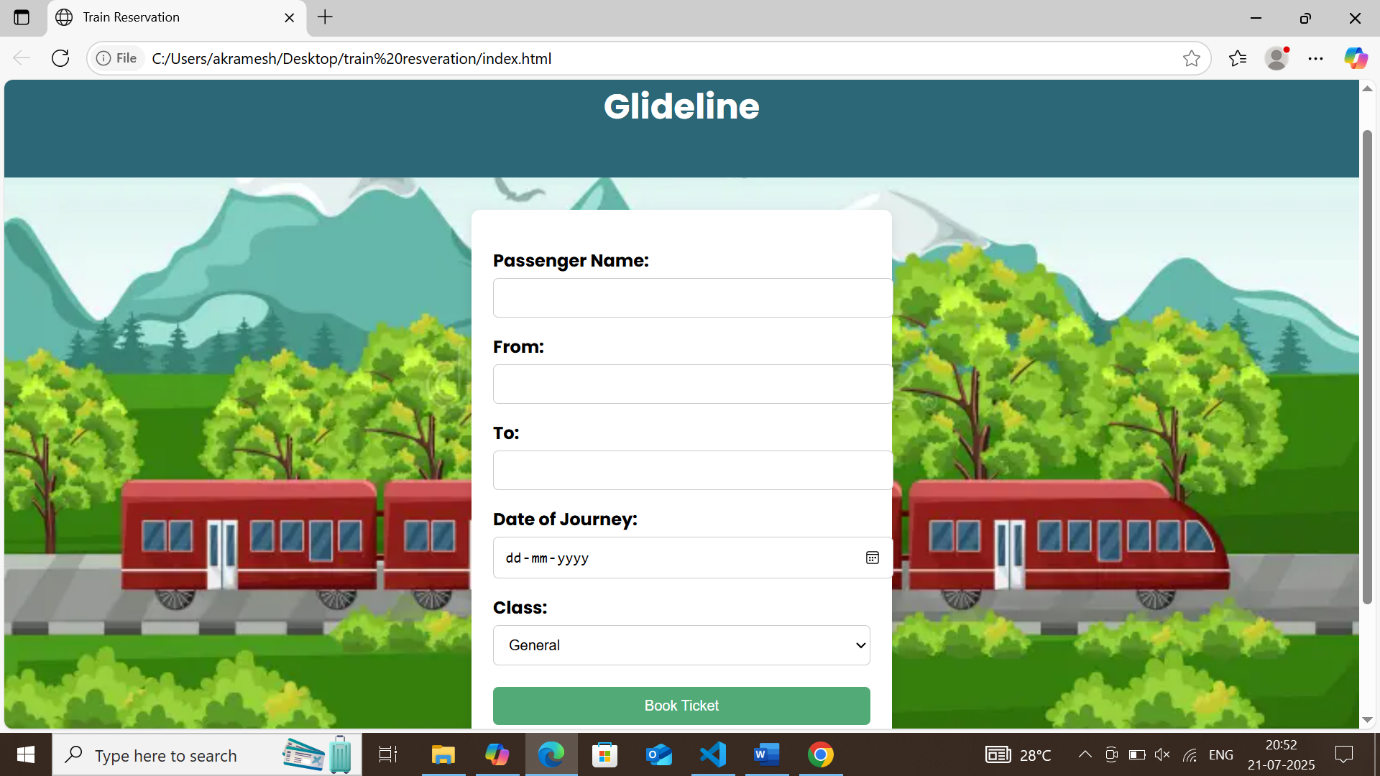 Train Reservation
File C:/Users/akramesh/Desktop/train%20resveration/index.html
Glideline
Passenger Name:
From:
To:
Date of Journey:
dd-mm-yyyy
Class:
General
Book Ticket
Type here to search
28°C
ENG
20:52
21-07-2025